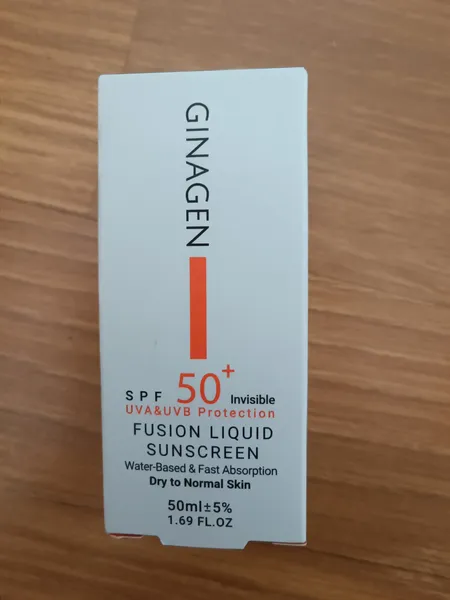 GINAGEN
SPF 50+ Invisible
UVA&UVB Protection
FUSION LIQUID
SUNSCREEN
Water-Based & Fast Absorption
Dry to Normal Skin
50ml±5%
1.69 FL.OZ